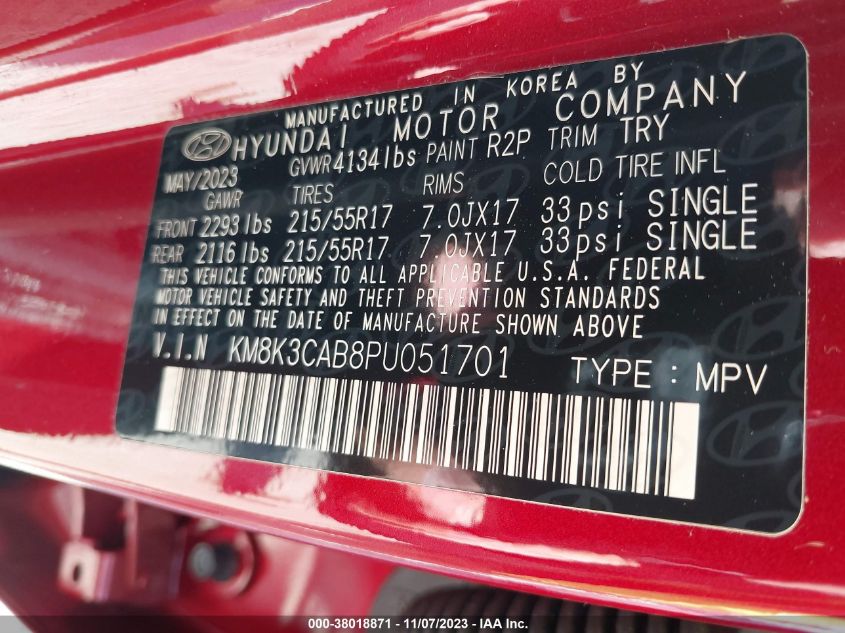 MANUFACTURED IN KOREA BY
HYUNDAI MOTOR COMPANY
MAY/2023 GVWR 4134 lbs PAINT R2P TRIM TRY
GAWR TIRES RIMS COLD TIRE INFL
FRONT 2293 lbs 215/55R17 7.0JX17 33psi SINGLE
REAR 2116 lbs 215/55R17 7.0JX17 33psi SINGLE
THIS VEHICLE CONFORMS TO ALL APPLICABLE U.S.A. FEDERAL
MOTOR VEHICLE SAFETY AND THEFT PREVENTION STANDARDS
IN EFFECT ON THE DATE OF MANUFACTURE SHOWN ABOVE
V.I.N KM8K3CAB8PU051701 TYPE : MPV
000-38018871 - 11/07/2023 - IAA Inc.